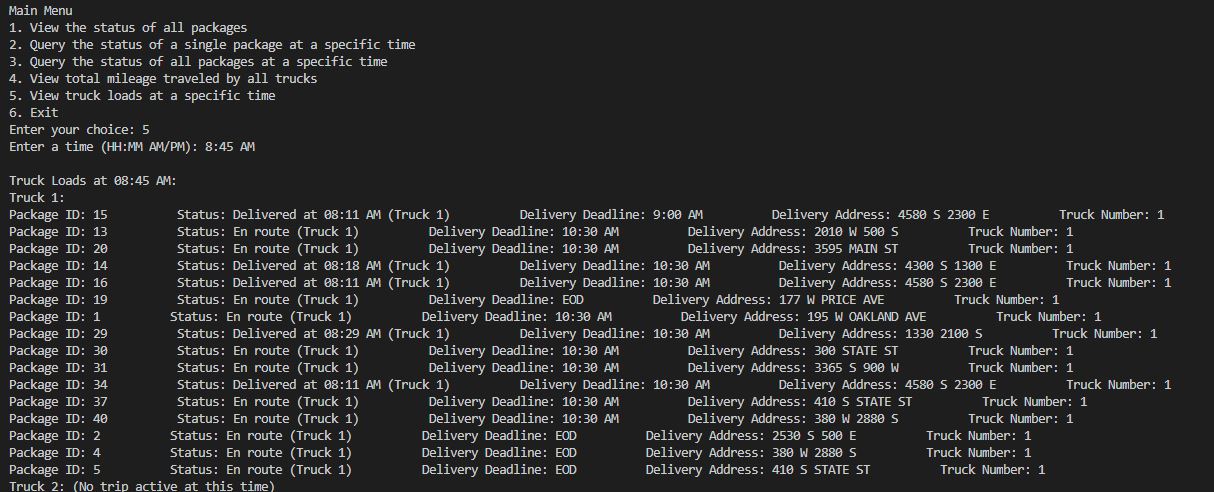 Main Menu
1. View the status of all packages
2. Query the status of a single package at a specific time
3. Query the status of all packages at a specific time
4. View total mileage traveled by all trucks
5. View truck loads at a specific time
6. Exit
Enter your choice: 5
Enter a time (HH:MM AM/PM): 8:45 AM
Truck Loads at 08:45 AM:
Truck 1:
Package ID: 15 Status: Delivered at 08:11 AM (Truck 1) Delivery Deadline: 9:00 AM Delivery Address: 4580 S 2300 E Truck Number: 1
Package ID: 13 Status: En route (Truck 1) Delivery Deadline: 10:30 AM Delivery Address: 2010 W 500 S Truck Number: 1
Package ID: 20 Status: En route (Truck 1) Delivery Deadline: 10:30 AM Delivery Address: 3595 MAIN ST Truck Number: 1
Package ID: 14 Status: Delivered at 08:18 AM (Truck 1) Delivery Deadline: 10:30 AM Delivery Address: 4300 S 1300 E Truck Number: 1
Package ID: 16 Status: Delivered at 08:11 AM (Truck 1) Delivery Deadline: 10:30 AM Delivery Address: 4580 S 2300 E Truck Number: 1
Package ID: 19 Status: En route (Truck 1) Delivery Deadline: EOD Delivery Address: 177 W PRICE AVE Truck Number: 1
Package ID: 1 Status: En route (Truck 1) Delivery Deadline: 10:30 AM Delivery Address: 195 W OAKLAND AVE Truck Number: 1
Package ID: 29 Status: Delivered at 08:29 AM (Truck 1) Delivery Deadline: 10:30 AM Delivery Address: 1330 2100 S Truck Number: 1
Package ID: 30 Status: En route (Truck 1) Delivery Deadline: 10:30 AM Delivery Address: 300 STATE ST Truck Number: 1
Package ID: 31 Status: En route (Truck 1) Delivery Deadline: 10:30 AM Delivery Address: 3365 S 900 W Truck Number: 1
Package ID: 34 Status: Delivered at 08:11 AM (Truck 1) Delivery Deadline: 10:30 AM Delivery Address: 4580 S 2300 E Truck Number: 1
Package ID: 37 Status: En route (Truck 1) Delivery Deadline: 10:30 AM Delivery Address: 410 S STATE ST Truck Number: 1
Package ID: 40 Status: En route (Truck 1) Delivery Deadline: 10:30 AM Delivery Address: 380 W 2880 S Truck Number: 1
Package ID: 2 Status: En route (Truck 1) Delivery Deadline: EOD Delivery Address: 2530 S 500 E Truck Number: 1
Package ID: 4 Status: En route (Truck 1) Delivery Deadline: EOD Delivery Address: 380 W 2880 S Truck Number: 1
Package ID: 5 Status: En route (Truck 1) Delivery Deadline: EOD Delivery Address: 410 S STATE ST Truck Number: 1
Truck 2: (No trip active at this time)